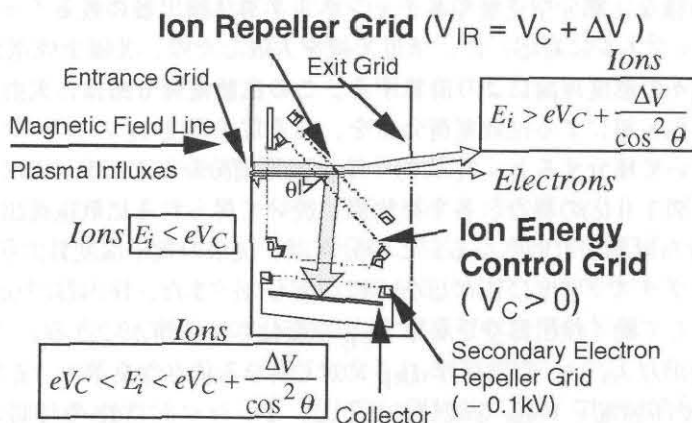 Ion Repeller Grid (V_IR = V_C + ΔV )
Entrance Grid
Exit Grid
Ions
E_i > eV_C + ΔV/cos² θ
Magnetic Field Line
Plasma Influxes
Electrons
θ
Ions E_i < eV_C
Ion Energy
Control Grid
( V_C > 0)
Ions
eV_C < E_i < eV_C + ΔV/cos² θ
Secondary Electron
Repeller Grid
( – 0.1kV)
Collector